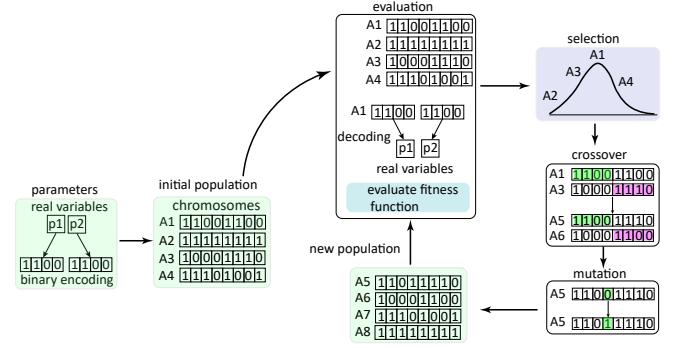 parameters
real variables
p1 p2
1100 1100
binary encoding
initial population
chromosomes
A1 11001100
A2 11111111
A3 10001110
A4 11101001
evaluation
A1 11001100
A2 11111111
A3 10001110
A4 11101001
A1 1100 1100
decoding
p1 p2
real variables
evaluate fitness
function
selection
A1
A3
A4
A2
crossover
A1 11001100
A3 10001110
A5 11001110
A6 10001100
mutation
A5 11001110
A5 11011110
new population
A5 11011110
A6 10001100
A7 11101001
A8 11111111